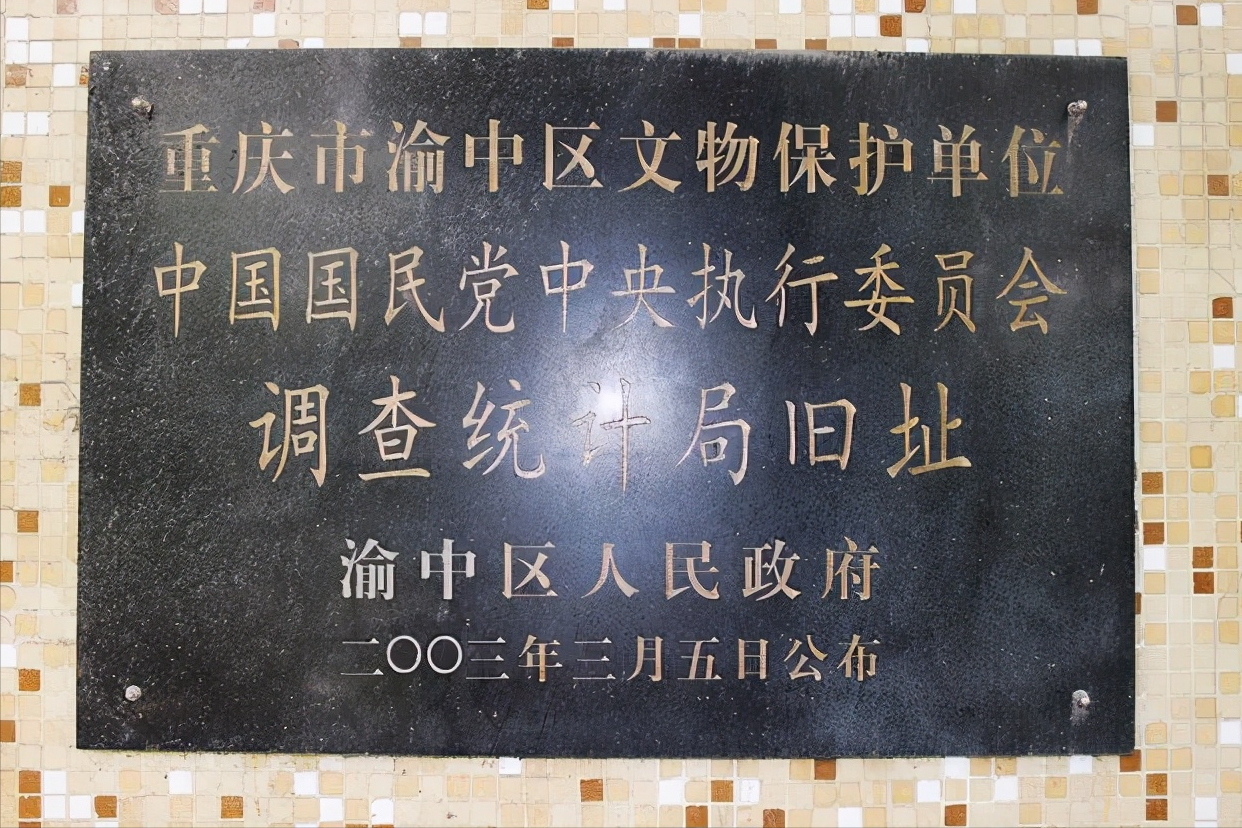 重庆市渝中区文物保护单位
中国国民党中央执行委员会
调查统计局旧址
渝中区人民政府
二〇〇三年三月五日公布